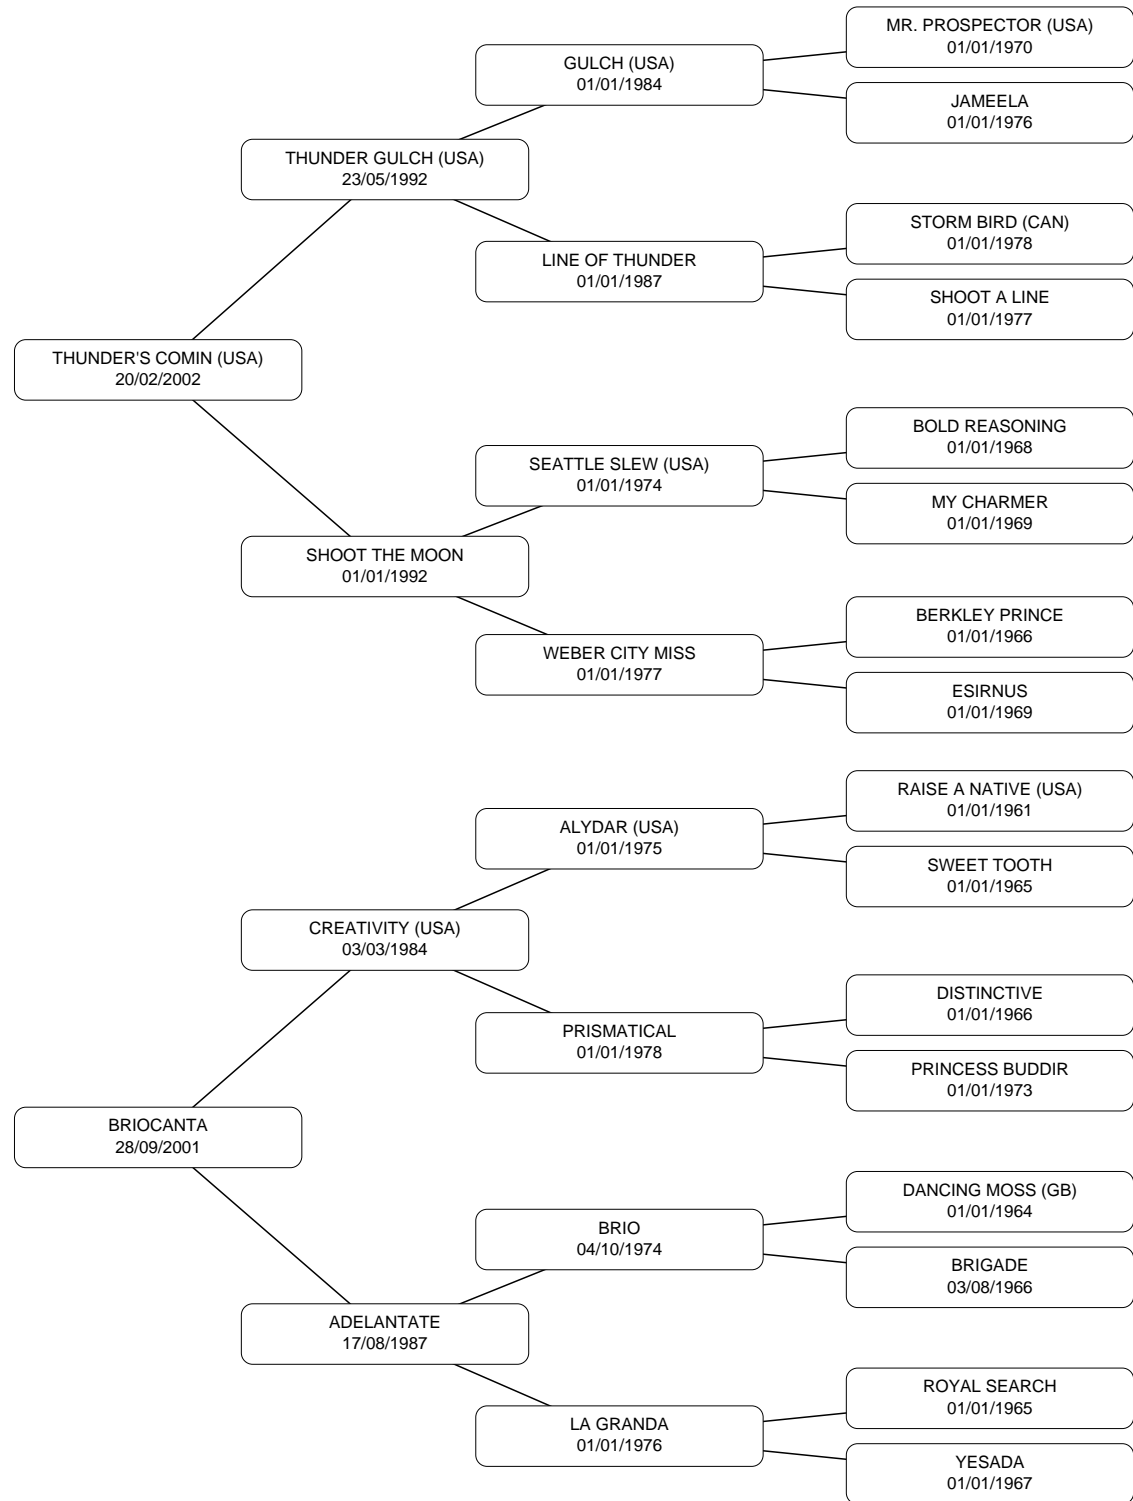 MR. PROSPECTOR (USA)
01/01/1970
GULCH (USA)
01/01/1984
JAMEELA
01/01/1976
THUNDER GULCH (USA)
23/05/1992
STORM BIRD (CAN)
01/01/1978
LINE OF THUNDER
01/01/1987
SHOOT A LINE
01/01/1977
THUNDER'S COMIN (USA)
20/02/2002
BOLD REASONING
01/01/1968
SEATTLE SLEW (USA)
01/01/1974
MY CHARMER
01/01/1969
SHOOT THE MOON
01/01/1992
BERKLEY PRINCE
01/01/1966
WEBER CITY MISS
01/01/1977
ESIRNUS
01/01/1969
RAISE A NATIVE (USA)
01/01/1961
ALYDAR (USA)
01/01/1975
SWEET TOOTH
01/01/1965
CREATIVITY (USA)
03/03/1984
DISTINCTIVE
01/01/1966
PRISMATICAL
01/01/1978
PRINCESS BUDDIR
01/01/1973
BRIOCANTA
28/09/2001
DANCING MOSS (GB)
01/01/1964
BRIO
04/10/1974
BRIGADE
03/08/1966
ADELANTATE
17/08/1987
ROYAL SEARCH
01/01/1965
LA GRANDA
01/01/1976
YESADA
01/01/1967